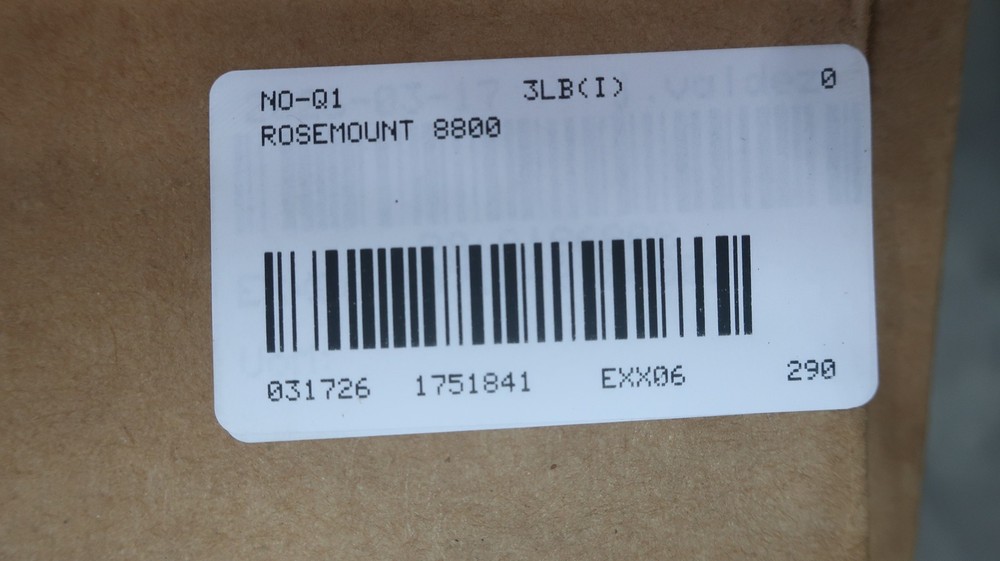 NO-Q1 3LB(I) 0
ROSEMOUNT 8800
031726 1751841 EXX06 290